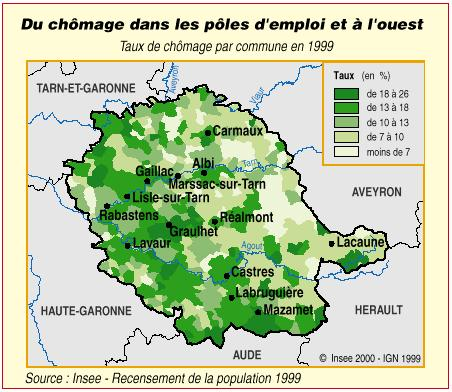 Du chômage dans les pôles d'emploi et à l'ouest
Taux de chômage par commune en 1999
Taux (en %)
de 18 à 26
de 13 à 18
de 10 à 13
de 7 à 10
moins de 7
TARN-ET-GARONNE
Aveyron
Viaur
Carmaux
Albi
Tarn
Gaillac
Marssac-sur-Tarn
Lisle-sur-Tarn
AVEYRON
Rabastens
Réalmont
Graulhet
Lavaur
Agout
Lacaune
Castres
Labruguière
HAUTE-GARONNE
Mazamet
HERAULT
AUDE
© Insee 2000 - IGN 1999
Source : Insee - Recensement de la population 1999